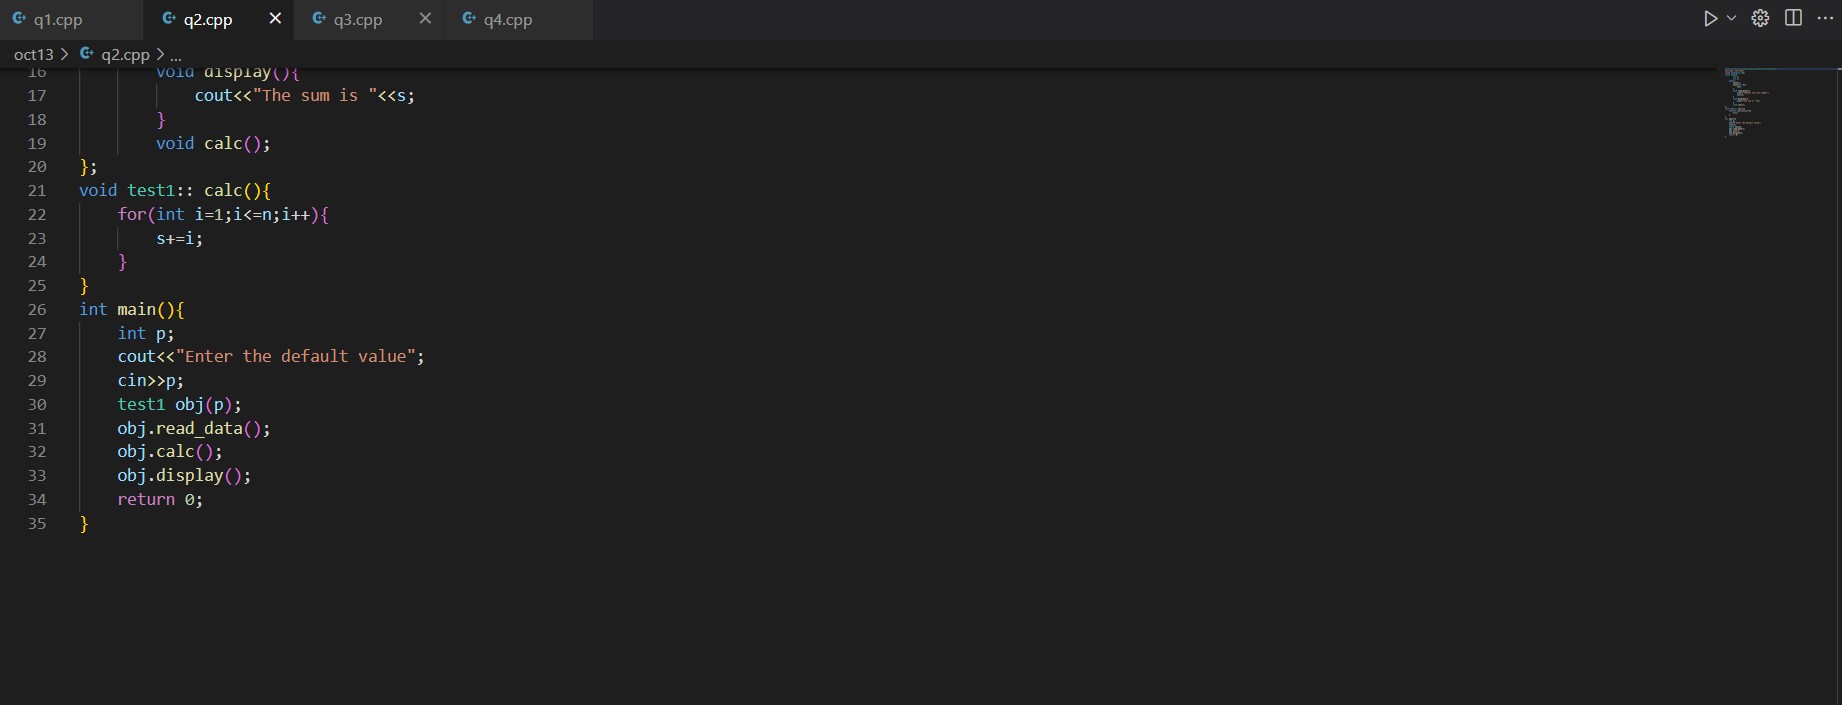 q1.cpp q2.cpp q3.cpp q4.cpp
oct13 > q2.cpp > ...
16 void display(){
17 cout<<"The sum is "<<s;
18 }
19 void calc();
20 };
21 void test1:: calc(){
22 for(int i=1;i<=n;i++){
23 s+=i;
24 }
25 }
26 int main(){
27 int p;
28 cout<<"Enter the default value";
29 cin>>p;
30 test1 obj(p);
31 obj.read_data();
32 obj.calc();
33 obj.display();
34 return 0;
35 }